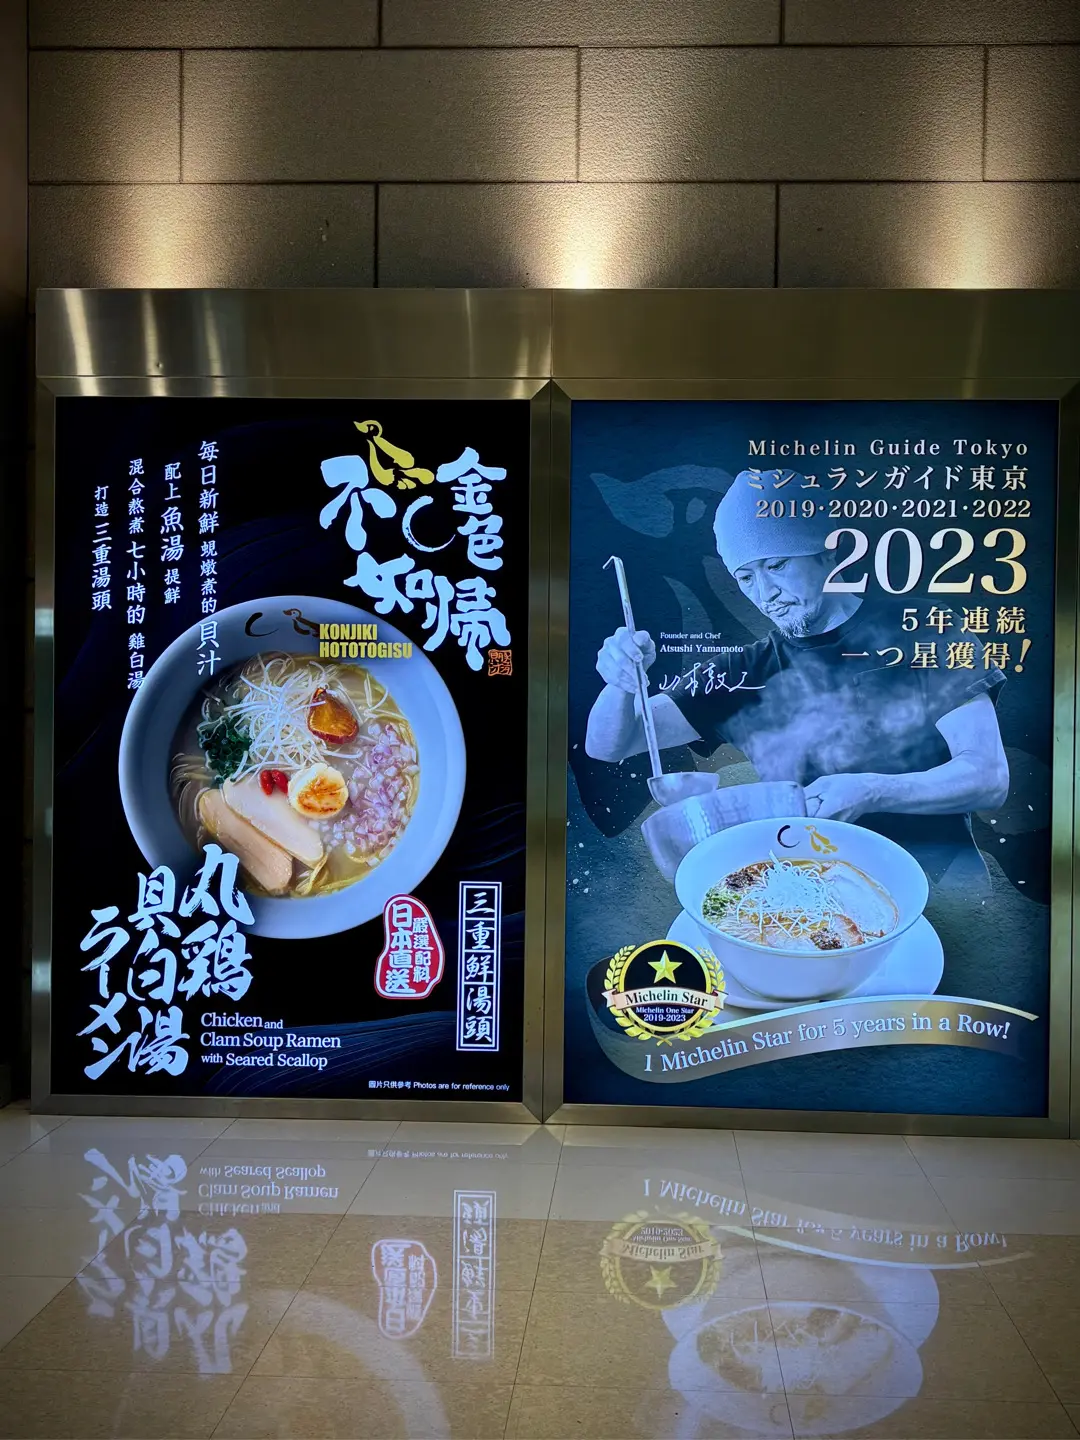 金色
不如帰
KONJIKI
HOTOTOGISU
每日新鮮蜆燉煮的貝汁
配上魚湯提鮮
混合熬煮七小時的雞白湯
打造三重湯頭
丸鶏
貝白湯
ラーメン
Chicken and
Clam Soup Ramen
with Seared Scallop
嚴選配料
日本直送
三重鮮湯頭
圖片只供參考 Photos are for reference only
Michelin Guide Tokyo
ミシュランガイド東京
2019·2020·2021·2022
2023
5年連続
一つ星獲得!
Founder and Chef
Atsushi Yamamoto
Michelin Star
Michelin One Star
2019-2023
1 Michelin Star for 5 years in a Row!